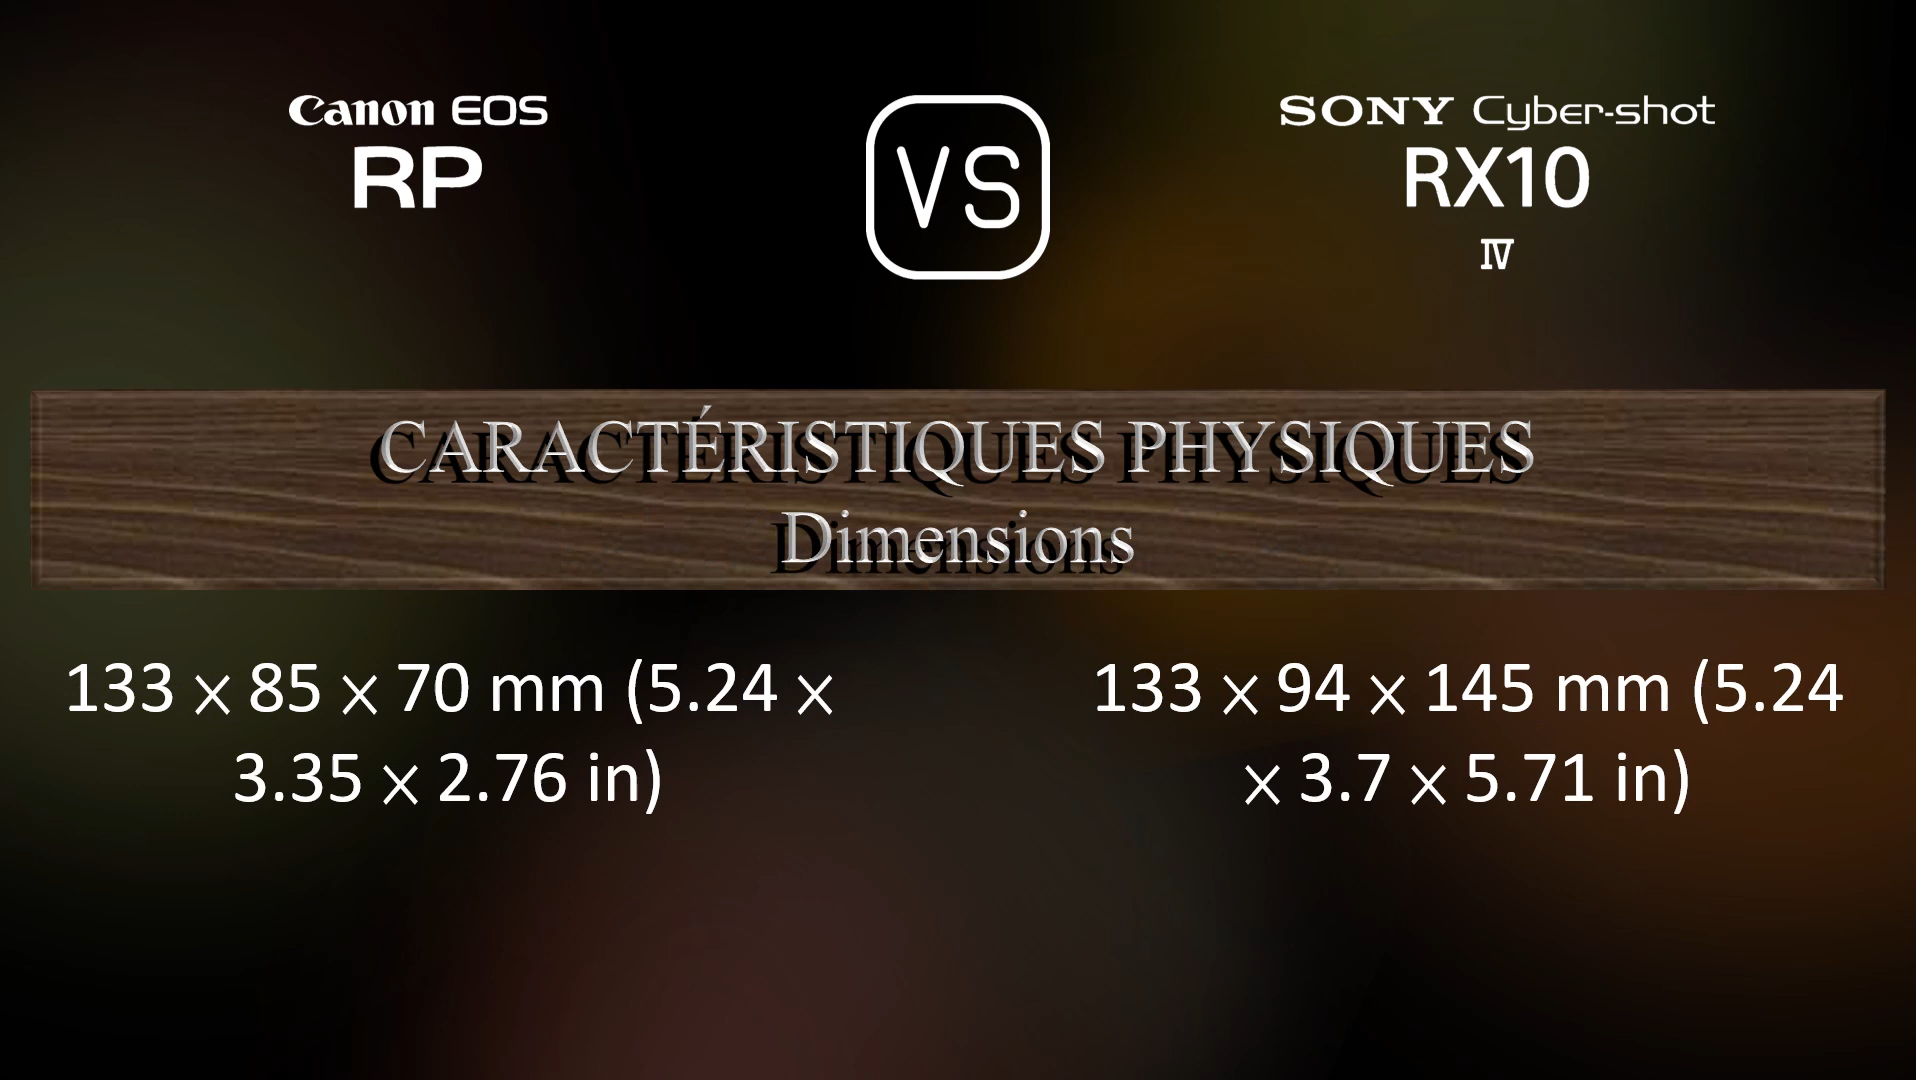 Canon EOS
RP
VS
SONY Cyber-shot
RX10
IV
CARACTÉRISTIQUES PHYSIQUES
Dimensions
133 x 85 x 70 mm (5.24 x
3.35 x 2.76 in)
133 x 94 x 145 mm (5.24
x 3.7 x 5.71 in)